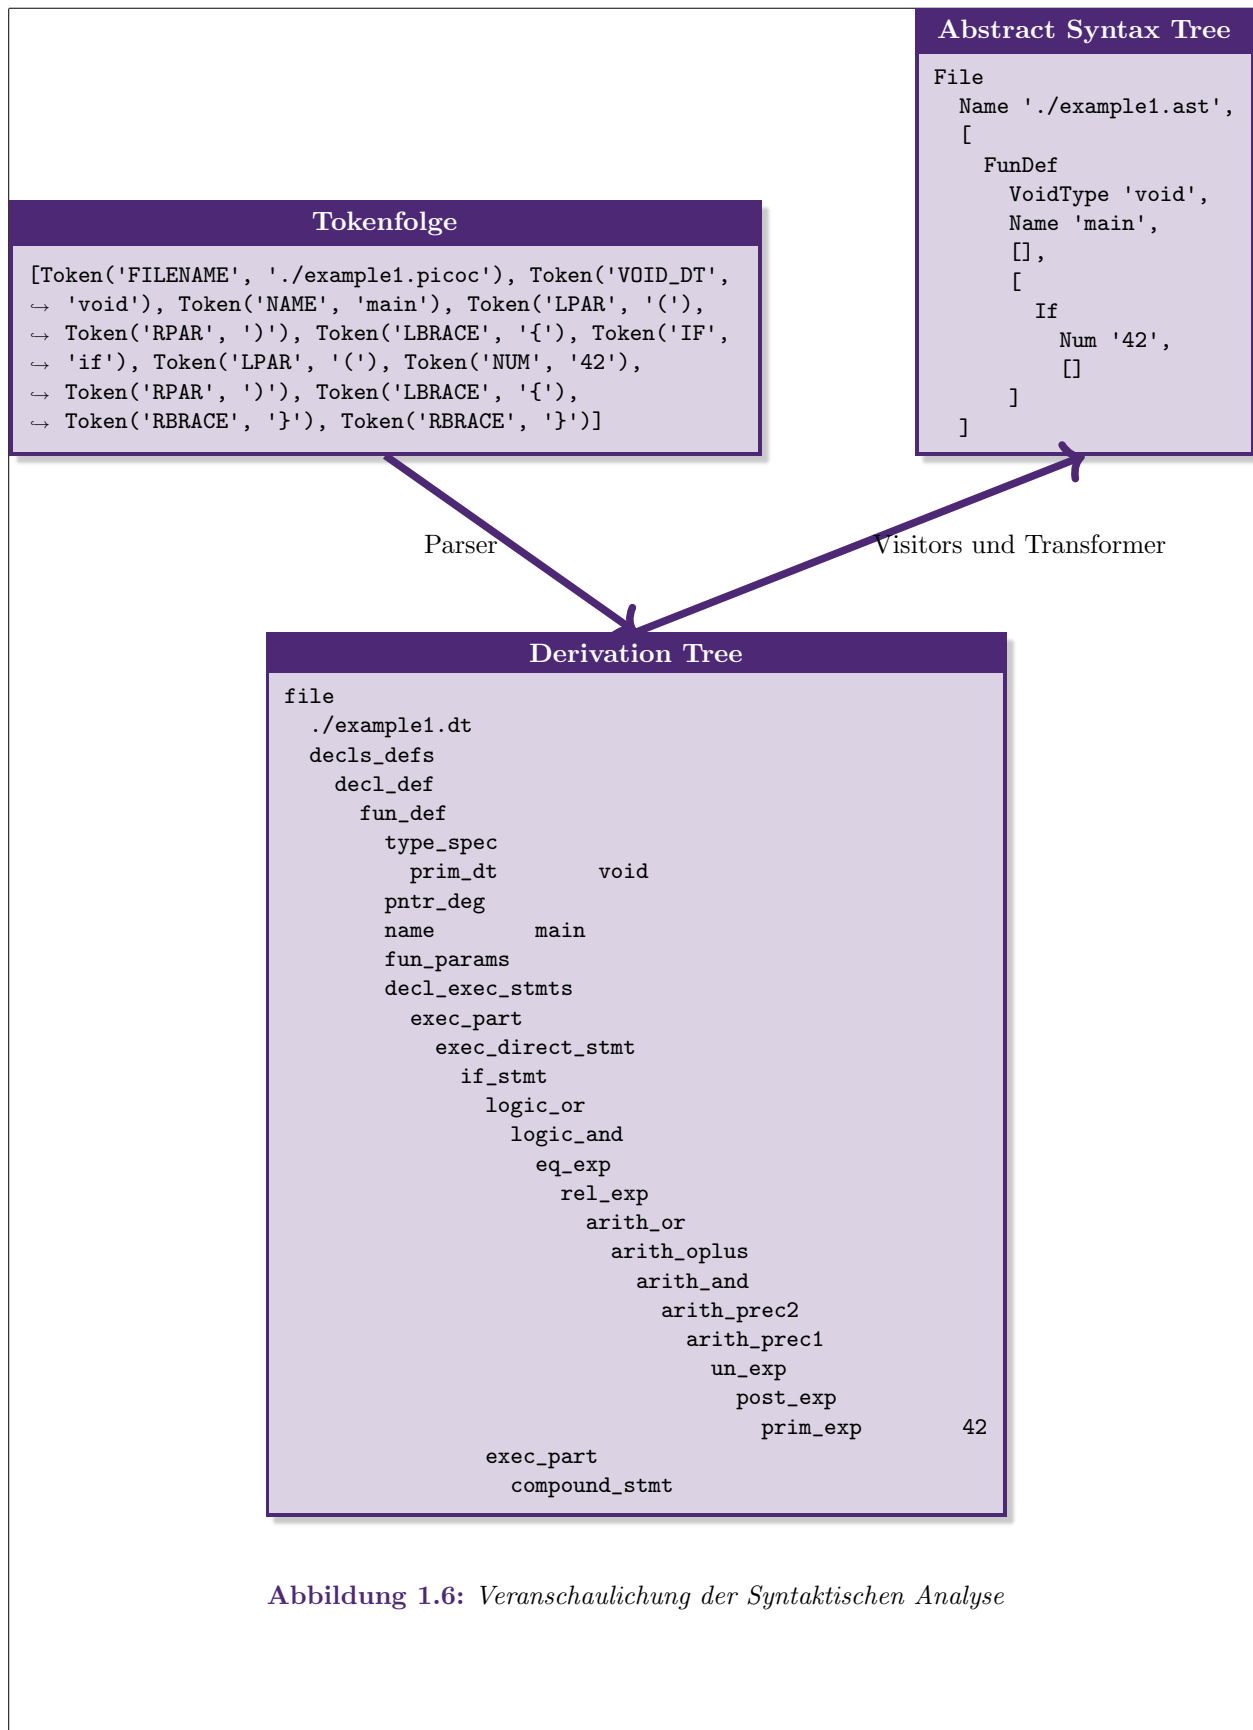 Abstract Syntax Tree
File
  Name './example1.ast',
  [
    FunDef
      VoidType 'void',
      Name 'main',
      [],
      [
        If
          Num '42',
          []
      ]
  ]
Tokenfolge
[Token('FILENAME', './example1.picoc'), Token('VOID_DT',
↪ 'void'), Token('NAME', 'main'), Token('LPAR', '('),
↪ Token('RPAR', ')'), Token('LBRACE', '{'), Token('IF',
↪ 'if'), Token('LPAR', '('), Token('NUM', '42'),
↪ Token('RPAR', ')'), Token('LBRACE', '{'),
↪ Token('RBRACE', '}'), Token('RBRACE', '}')]
Parser
Visitors und Transformer
Derivation Tree
file
  ./example1.dt
  decls_defs
    decl_def
      fun_def
        type_spec
          prim_dt        void
        pntr_deg
        name        main
        fun_params
        decl_exec_stmts
          exec_part
            exec_direct_stmt
              if_stmt
                logic_or
                  logic_and
                    eq_exp
                      rel_exp
                        arith_or
                          arith_oplus
                            arith_and
                              arith_prec2
                                arith_prec1
                                  un_exp
                                    post_exp
                                      prim_exp        42
                exec_part
                  compound_stmt
Abbildung 1.6: Veranschaulichung der Syntaktischen Analyse